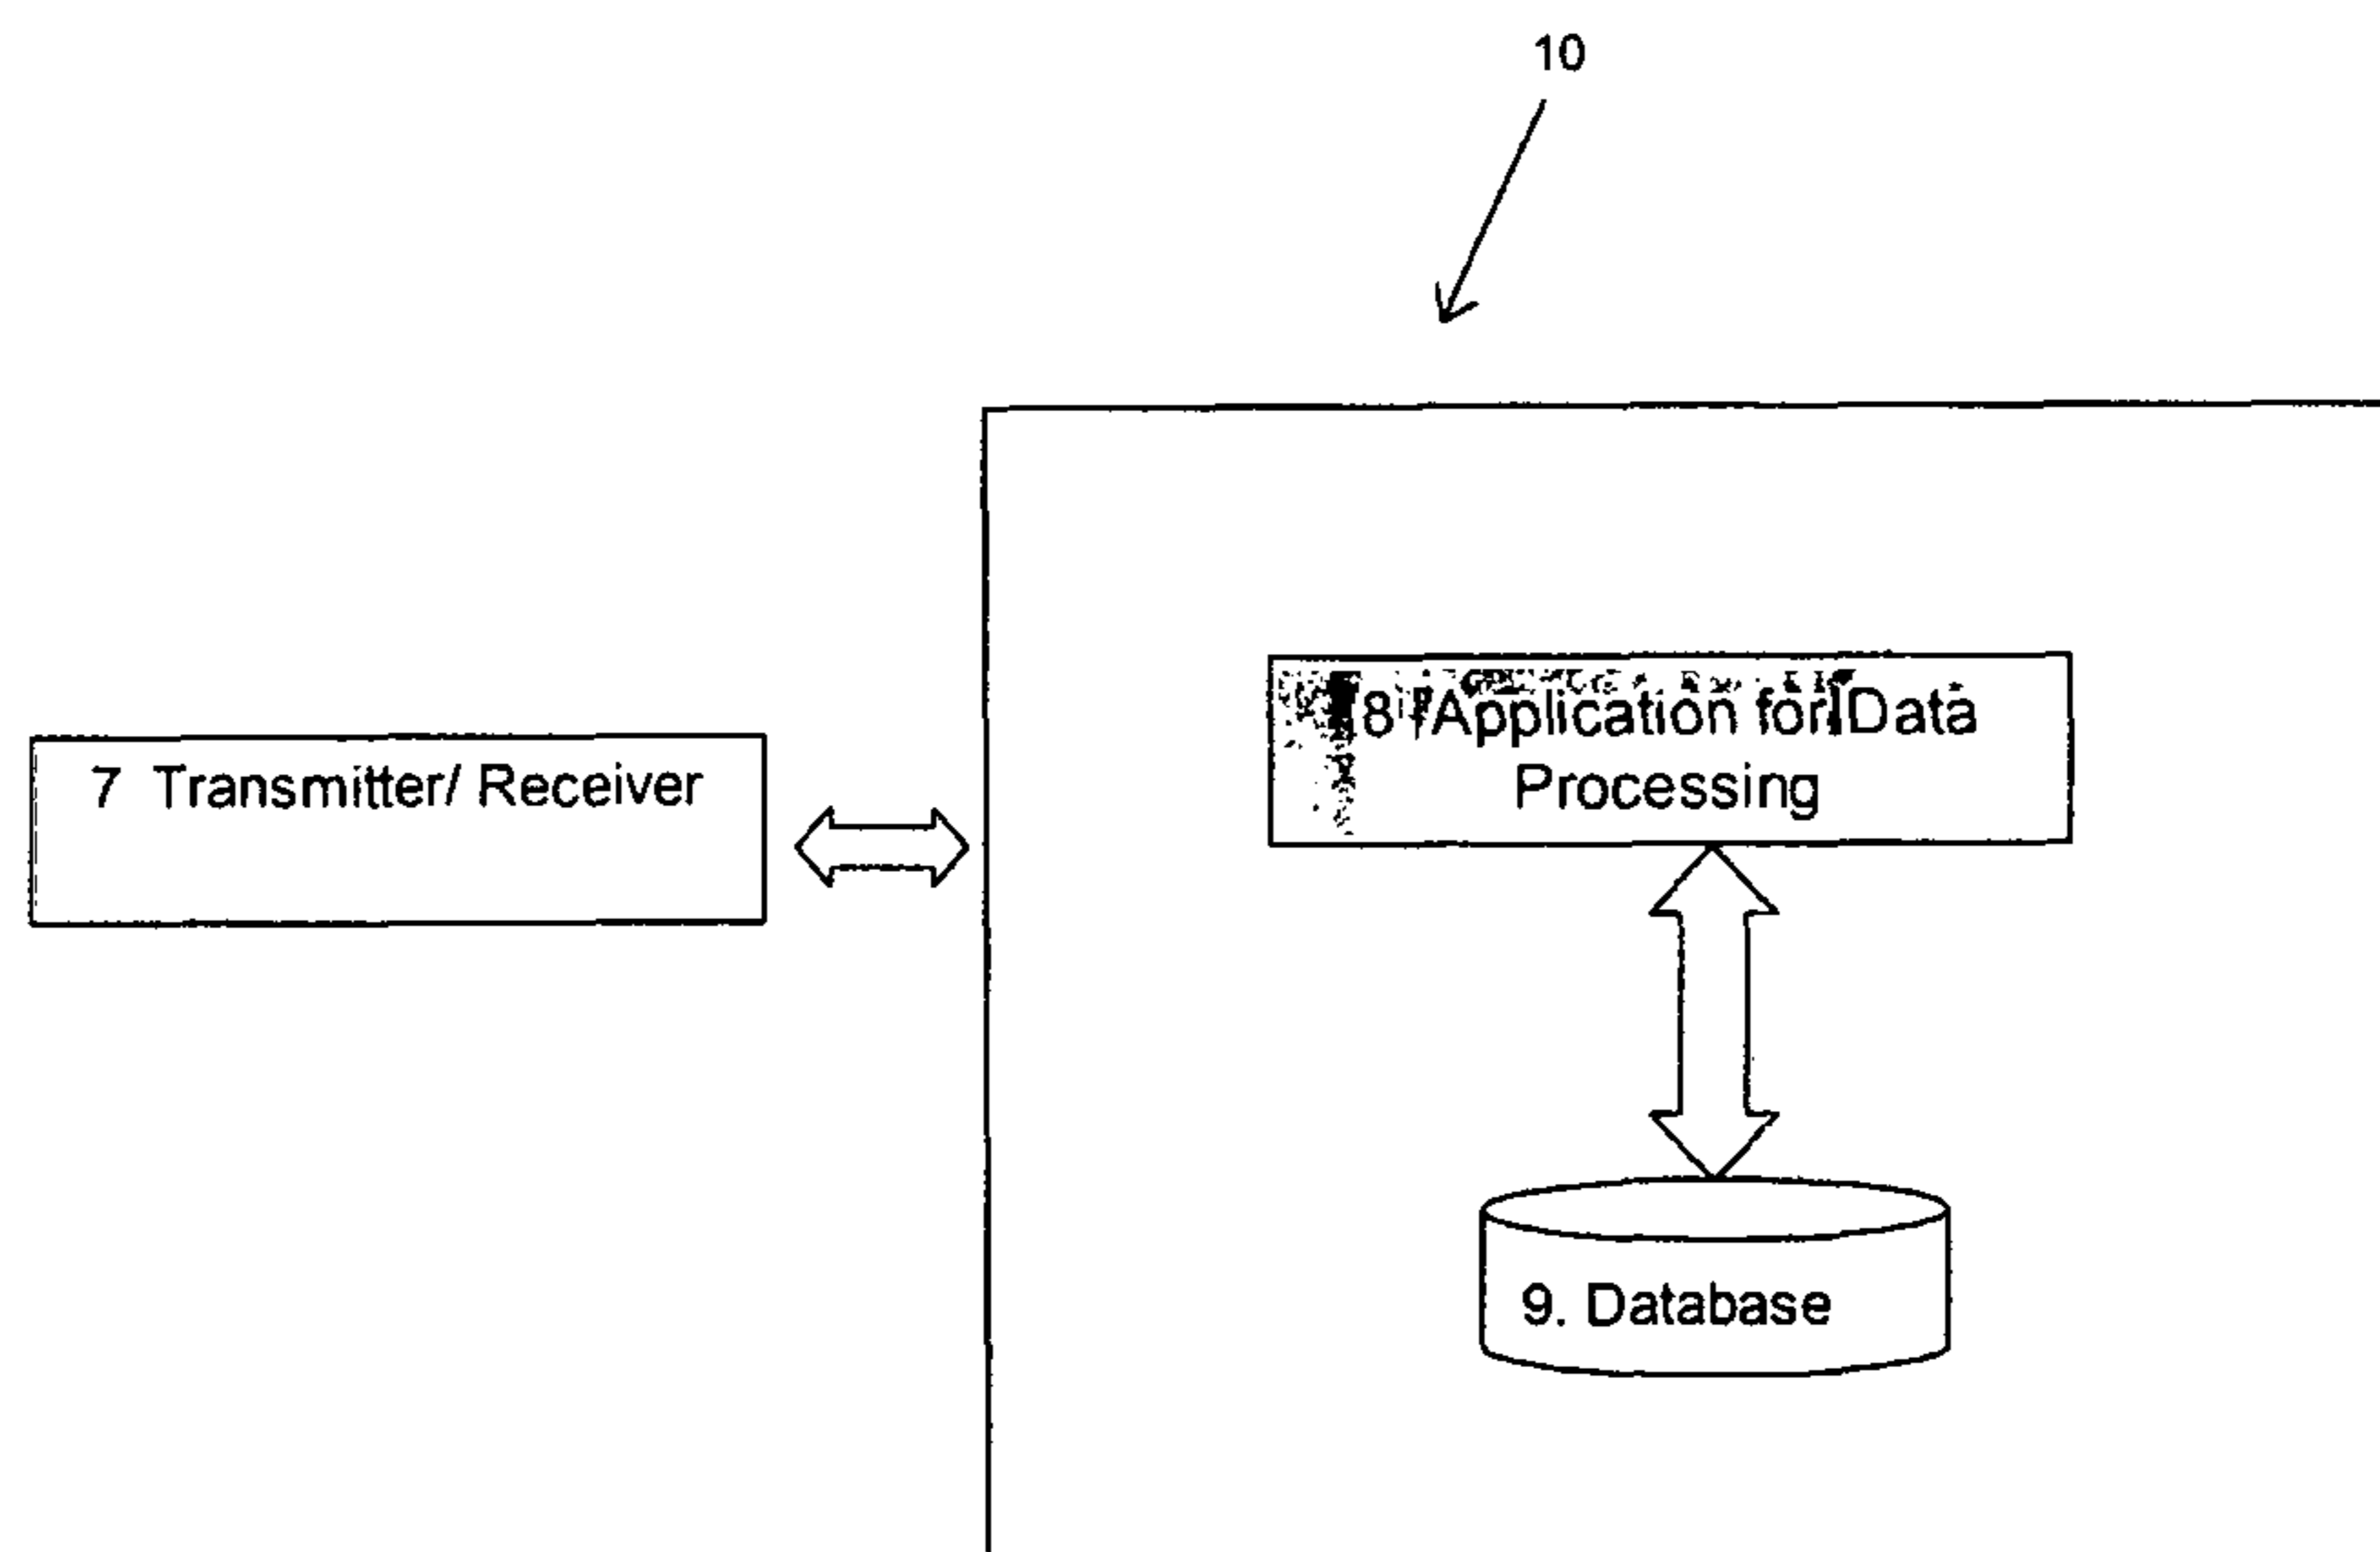 10
7 Transmitter/ Receiver
8 Application for Data
Processing
9. Database